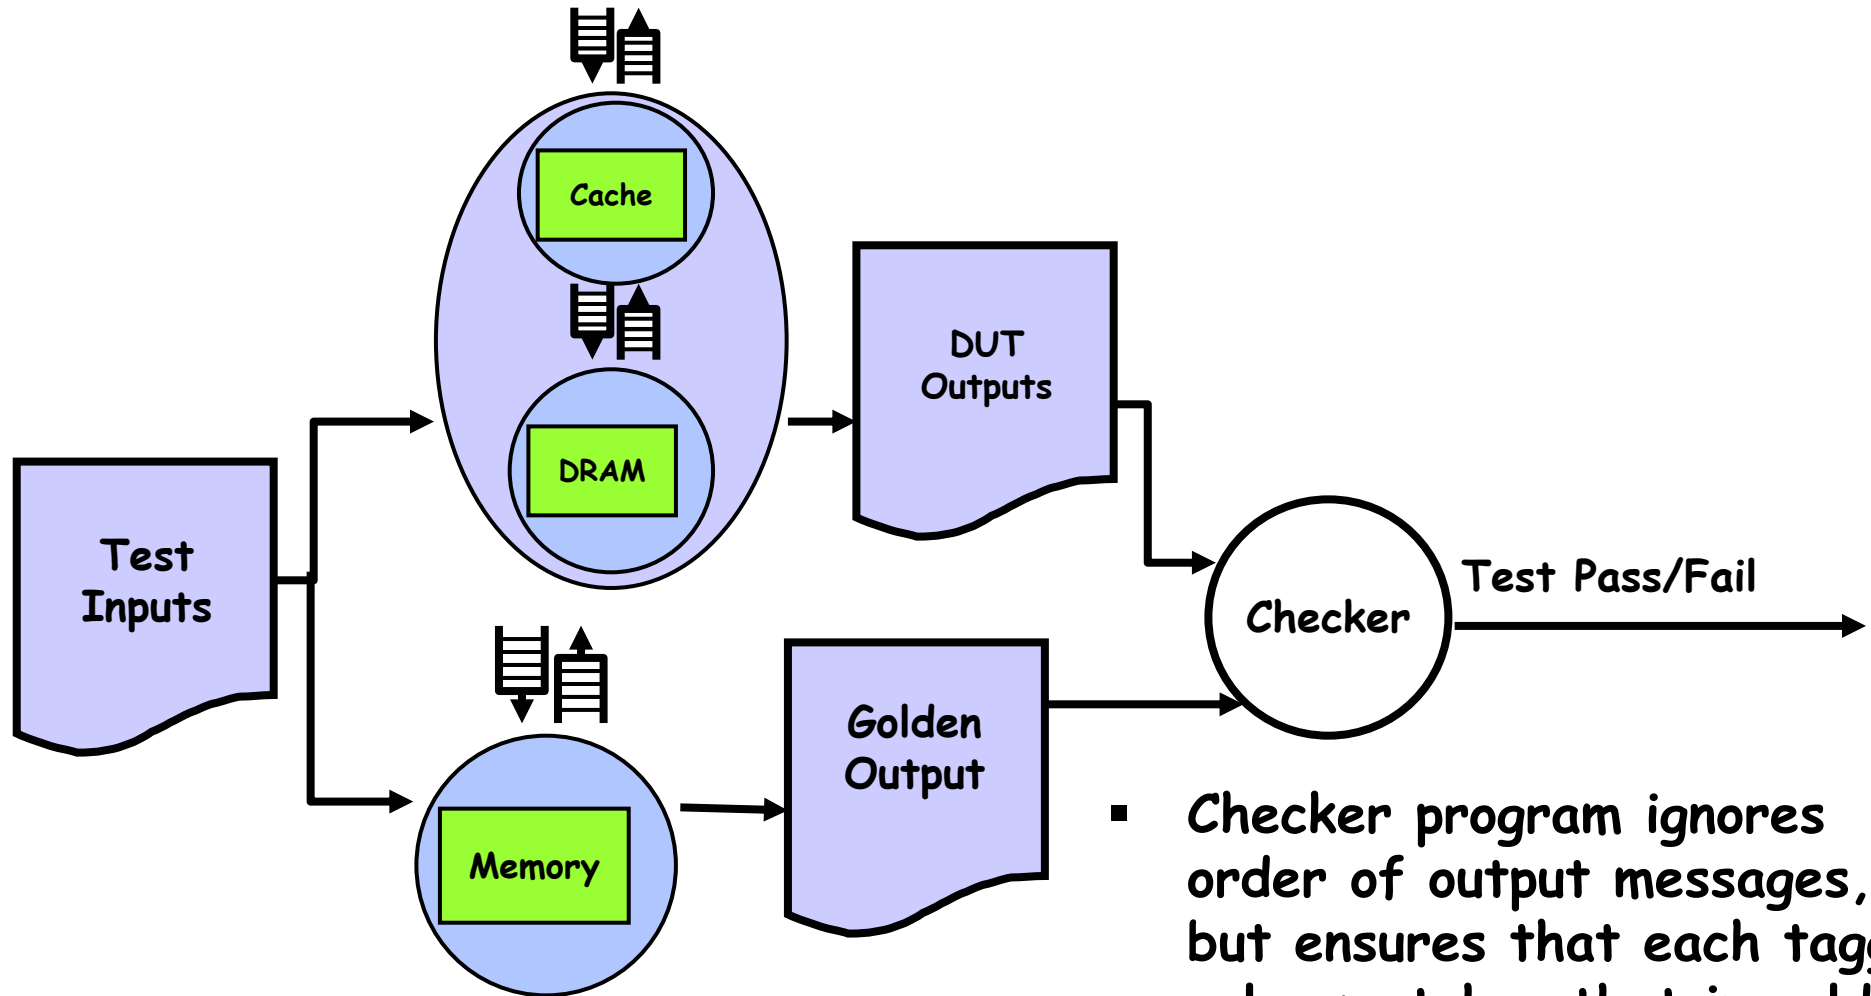 Cache
DRAM
DUT
Outputs
Test
Inputs
Checker
Test Pass/Fail
Golden
Output
Memory
▪ Checker program ignores
order of output messages,
but ensures that each